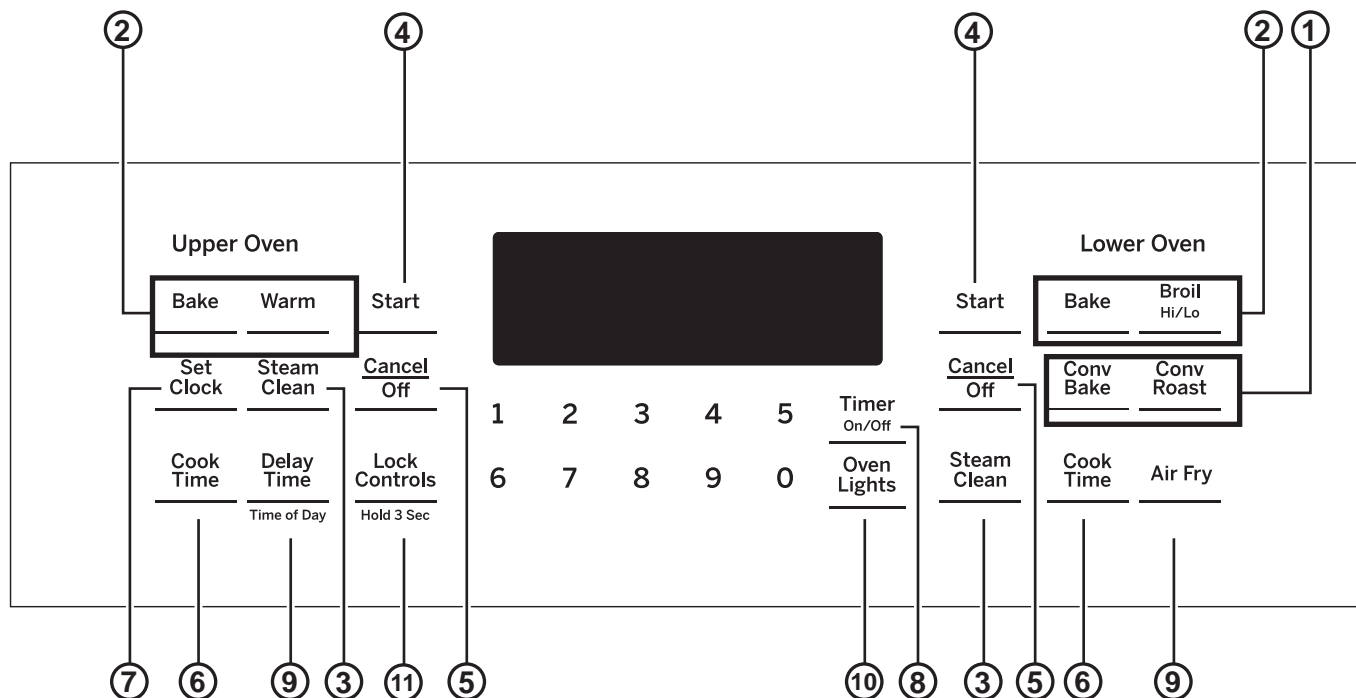 2 4 4 2 1
Upper Oven
Lower Oven
Bake Warm Start
Start Bake Broil
Hi/Lo
Set
Clock
Steam
Clean
Cancel
Off
1 2 3 4 5
Timer
On/Off
Cancel
Off
Conv
Bake
Conv
Roast
Cook
Time
Delay
Time
Time of Day
Lock
Controls
Hold 3 Sec
6 7 8 9 0
Oven
Lights
Steam
Clean
Cook
Time
Air Fry
7 6 9 3 11 5 10 8 3 5 6 9